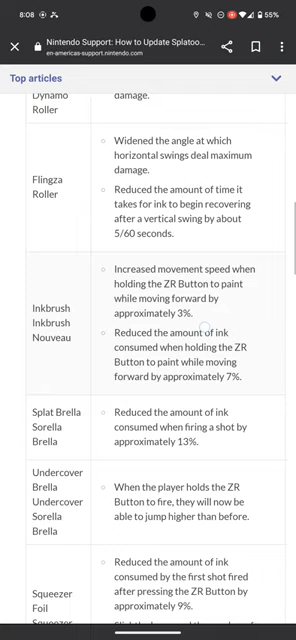 8:08
55%
Nintendo Support: How to Update Splatoo...
en-americas-support.nintendo.com
Top articles
Dynamo
Roller
damage.
Flingza
Roller
Widened the angle at which
horizontal swings deal maximum
damage.
Reduced the amount of time it
takes for ink to begin recovering
after a vertical swing by about
5/60 seconds.
Inkbrush
Inkbrush
Nouveau
Increased movement speed when
holding the ZR Button to paint
while moving forward by
approximately 3%.
Reduced the amount of ink
consumed when holding the ZR
Button to paint while moving
forward by approximately 7%.
Splat Brella
Sorella
Brella
Reduced the amount of ink
consumed when firing a shot by
approximately 13%.
Undercover
Brella
Undercover
Sorella
Brella
When the player holds the ZR
Button to fire, they will now be
able to jump higher than before.
Squeezer
Foil
Squeezer
Reduced the amount of ink
consumed by the first shot fired
after pressing the ZR Button by
approximately 9%.